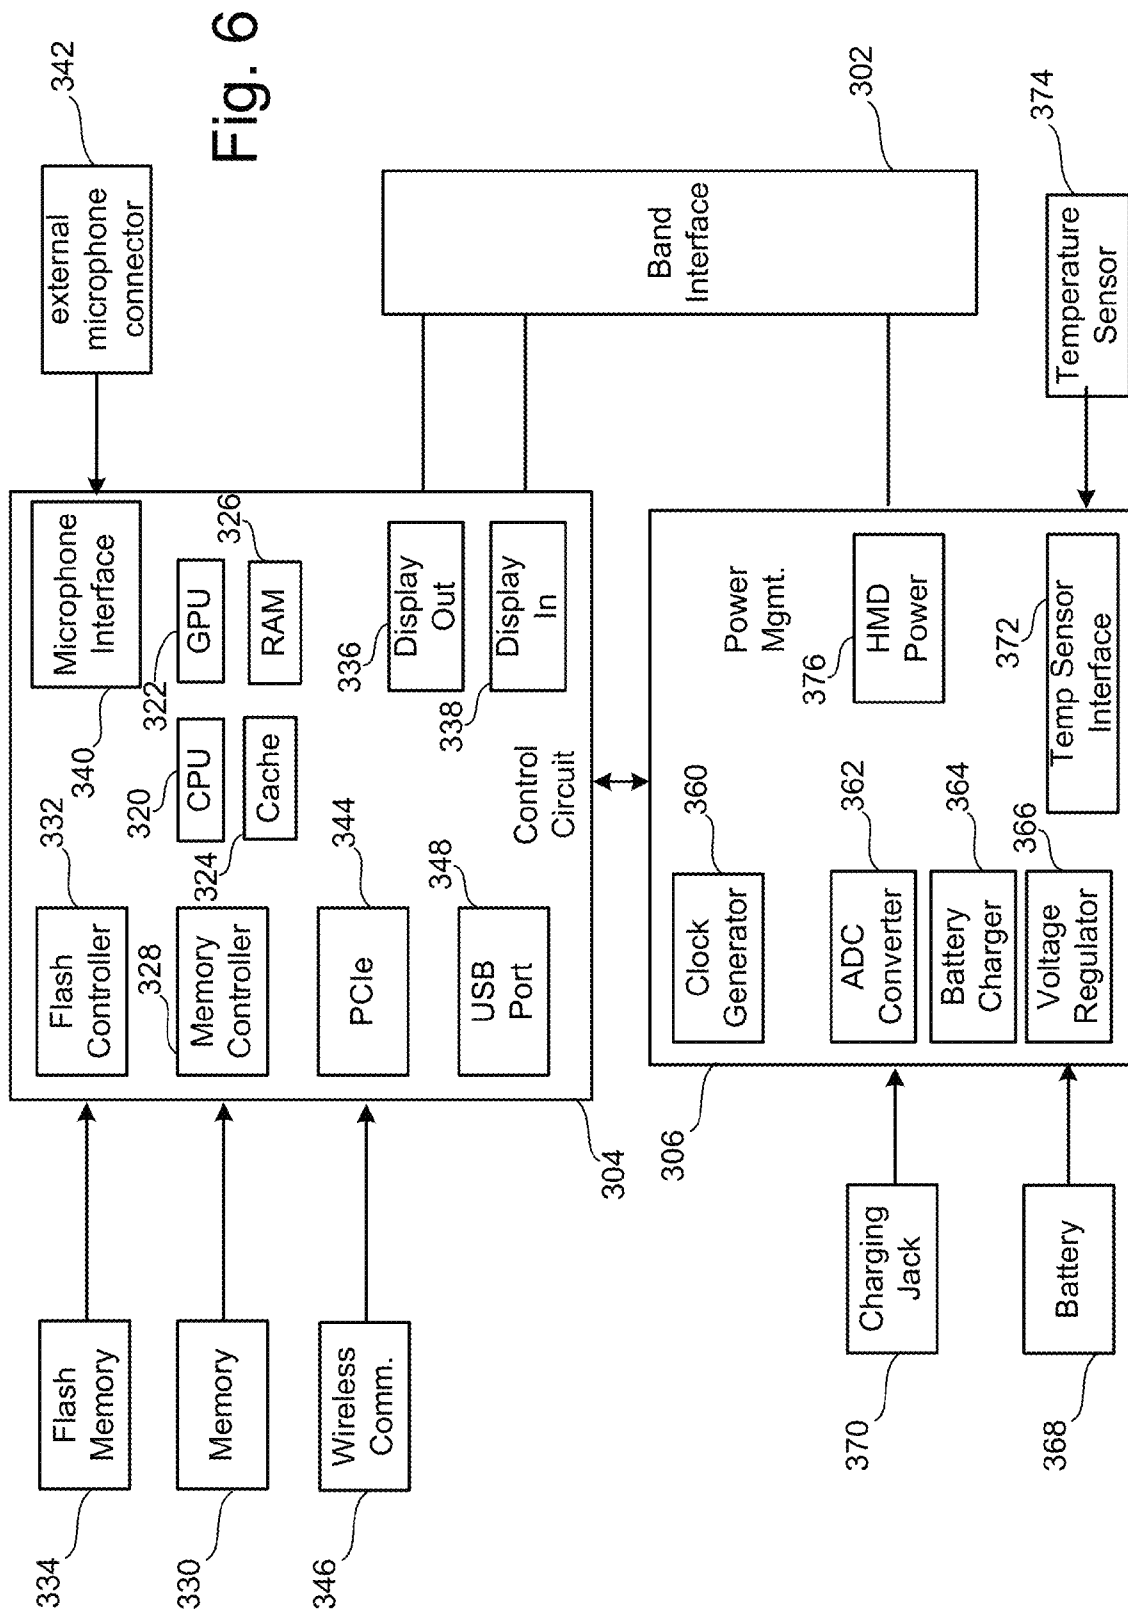 Fig. 6
334
Flash
Memory
330
Memory
346
Wireless
Comm.
332
Flash
Controller
328
Memory
Controller
344
PCIe
348
USB
Port
340
Microphone
Interface
342
external
microphone
connector
320
CPU
322
GPU
324
Cache
326
RAM
336
Display
Out
338
Display
In
Control
Circuit
304
Band
Interface
302
306
Power
Mgmt.
360
Clock
Generator
362
ADC
Converter
364
Battery
Charger
366
Voltage
Regulator
376
HMD
Power
372
Temp Sensor
Interface
374
Temperature
Sensor
370
Charging
Jack
368
Battery